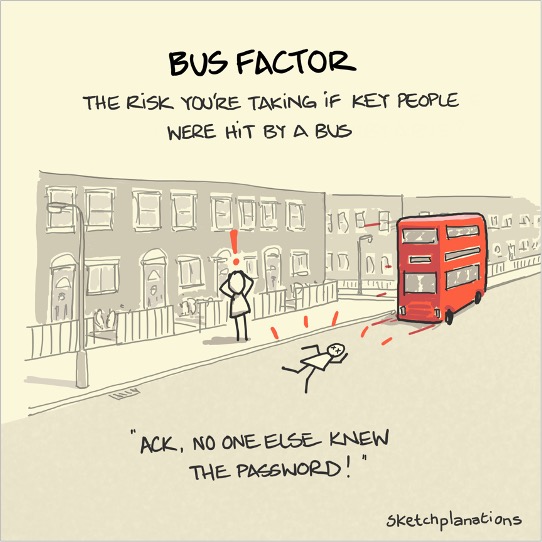 BUS FACTOR
THE RISK YOU'RE TAKING IF KEY PEOPLE
WERE HIT BY A BUS
!
"ACK, NO ONE ELSE KNEW
THE PASSWORD!"
sketchplanations